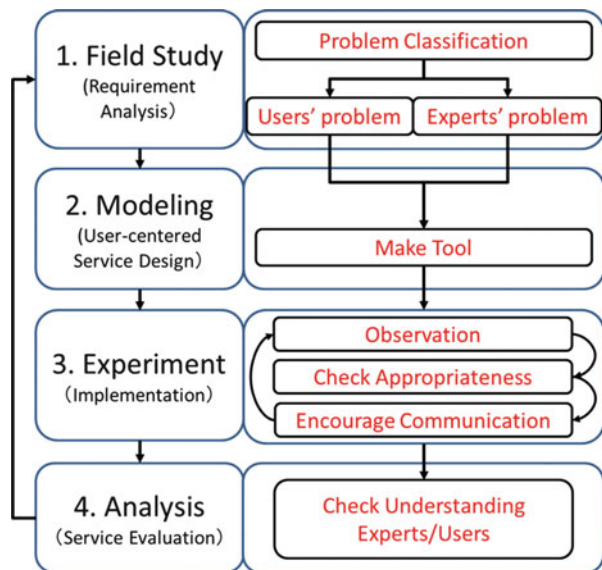 1. Field Study
(Requirement
Analysis）
Problem Classification
Users’ problem
Experts’ problem
2. Modeling
(User-centered
Service Design）
Make Tool
3. Experiment
（Implementation）
Observation
Check Appropriateness
Encourage Communication
4. Analysis
（Service Evaluation）
Check Understanding
Experts/Users